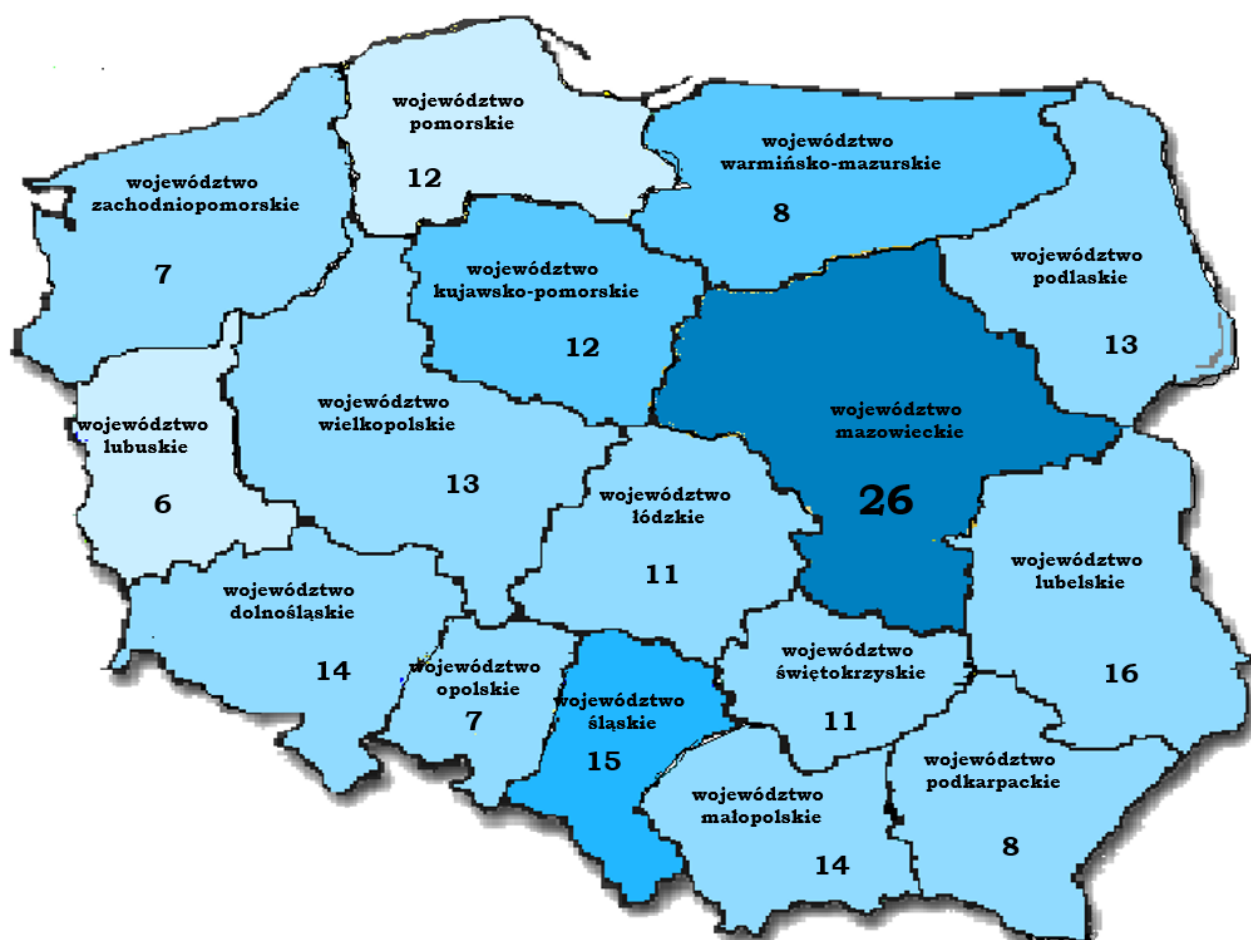 województwo
pomorskie
12
województwo
warmińsko-mazurskie
8
województwo
zachodniopomorskie
7
województwo
podlaskie
13
województwo
kujawsko-pomorskie
12
województwo
wielkopolskie
13
województwo
mazowieckie
26
województwo
lubuskie
6
województwo
łódzkie
11
województwo
lubelskie
16
województwo
dolnośląskie
14
województwo
opolskie
7
województwo
świętokrzyskie
11
województwo
śląskie
15
województwo
podkarpackie
8
województwo
małopolskie
14